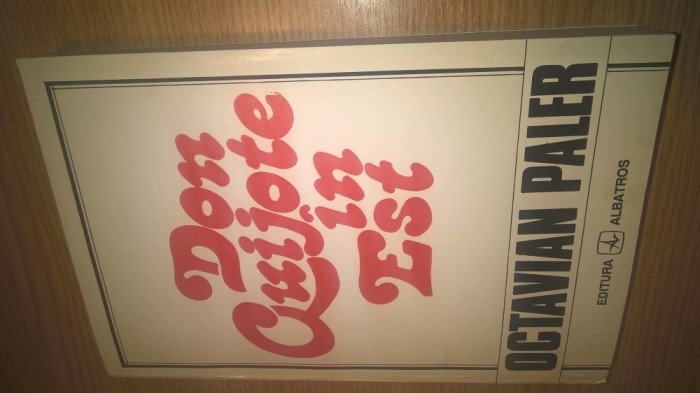 Don
Quijote
în
Est
OCTAVIAN PALER
EDITURA ALBATROS